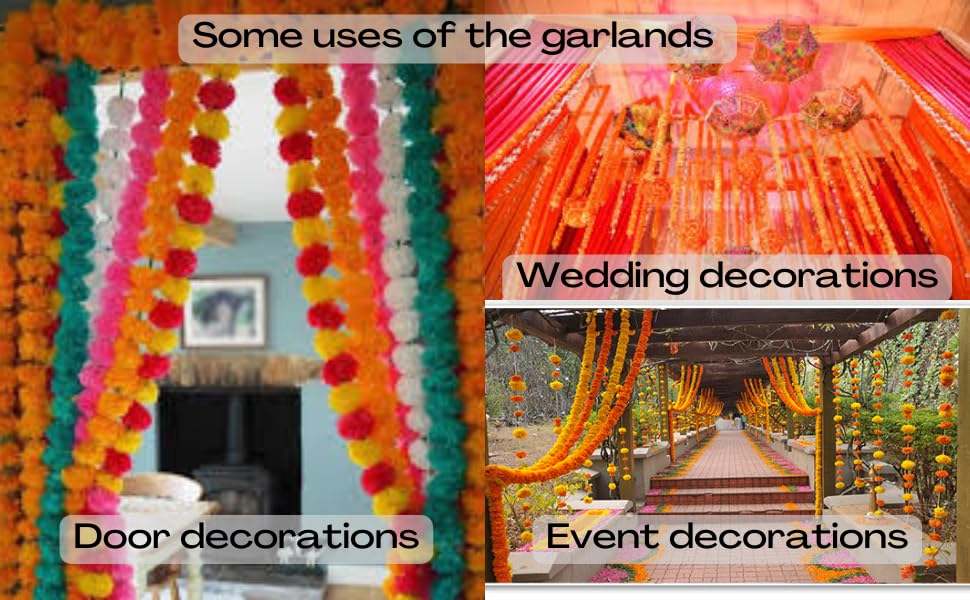 Some uses of the garlands
Wedding decorations
Door decorations
Event decorations